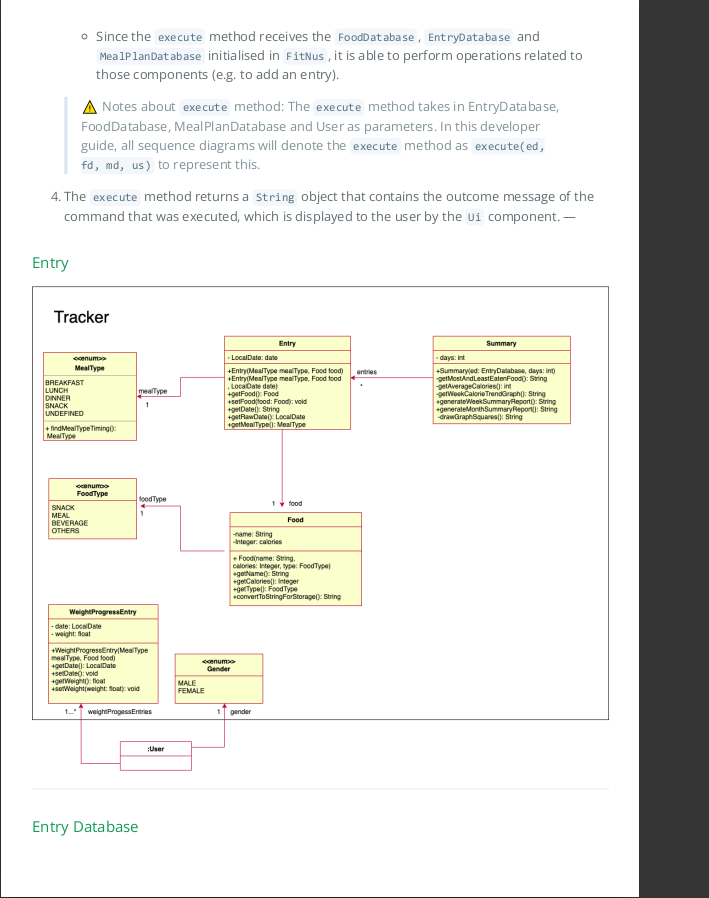 Since the execute method receives the FoodDatabase, EntryDatabase and
MealPlanDatabase initialised in FitNus, it is able to perform operations related to
those components (e.g. to add an entry).
⚠ Notes about execute method: The execute method takes in EntryDatabase,
FoodDatabase, MealPlanDatabase and User as parameters. In this developer
guide, all sequence diagrams will denote the execute method as execute(ed,
fd, md, us) to represent this.
4. The execute method returns a String object that contains the outcome message of the
command that was executed, which is displayed to the user by the Ui component. —
Entry
Tracker
<<enum>>
MealType
BREAKFAST
LUNCH
DINNER
SNACK
UNDEFINED
+ findMealTypeTiming():
MealType
mealType
1
Entry
- LocalDate: date
+Entry(MealType mealType, Food food)
+Entry(MealType mealType, Food food
, LocalDate date)
+getFood(): Food
+setFood(food: Food): void
+getDate(): String
+getRawDate(): LocalDate
+getMealType(): MealType
entries
*
Summary
- days: int
+Summary(ed: EntryDatabase, days: int)
-getMostAndLeastEatenFood(): String
-getAverageCalories(): int
-getWeekCalorieTrendGraph(): String
+generateWeekSummaryReport(): String
+generateMonthSummaryReport(): String
-drawGraphSquares(): String
<<enum>>
FoodType
SNACK
MEAL
BEVERAGE
OTHERS
foodType
1
1 food
Food
-name: String
-Integer: calories
+ Food(name: String,
calories: Integer, type: FoodType)
+getName(): String
+getCalories(): Integer
+getType(): FoodType
+convertToStringForStorage(): String
WeightProgressEntry
- date: LocalDate
- weight: float
+WeightProgressEntry(MealType
mealType, Food food)
+getDate(): LocalDate
+setDate(): void
+getWeight(): float
+setWeight(weight: float): void
<<enum>>
Gender
MALE
FEMALE
1...* weightProgessEntries
1 gender
:User
Entry Database